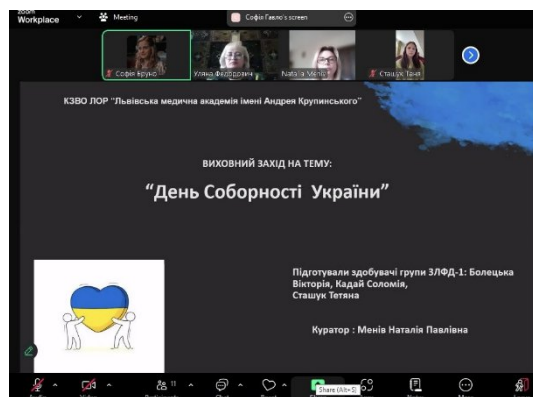 zoom
Workplace
Meeting
Софія Гавло's screen
Софія Бруно
Уляна Федорович
Natalia Meniv
Сташук Таня
КЗВО ЛОР "Львівська медична академія імені Андрея Крупинського"
ВИХОВНИЙ ЗАХІД НА ТЕМУ:
“День Соборності України”
Підготували здобувачі групи ЗЛФД-1: Болецька
Вікторія, Кадай Соломія,
Сташук Тетяна
Куратор : Менів Наталія Павлівна
11
Share (Alt+S)